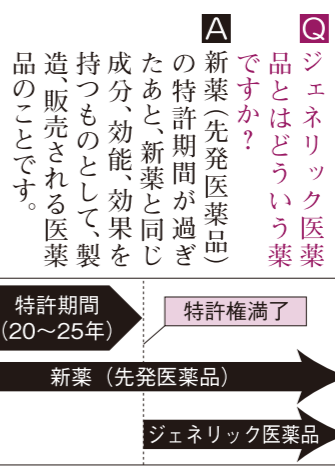 Q ジェネリック医薬
品とはどういう薬
ですか?
A 新薬(先発医薬品)
の特許期間が過ぎ
たあと、新薬と同じ
成分、効能、効果を
持つものとして、製
造、販売される医薬
品のことです。
特許期間
(20〜25年)
特許権満了
新薬(先発医薬品)
ジェネリック医薬品